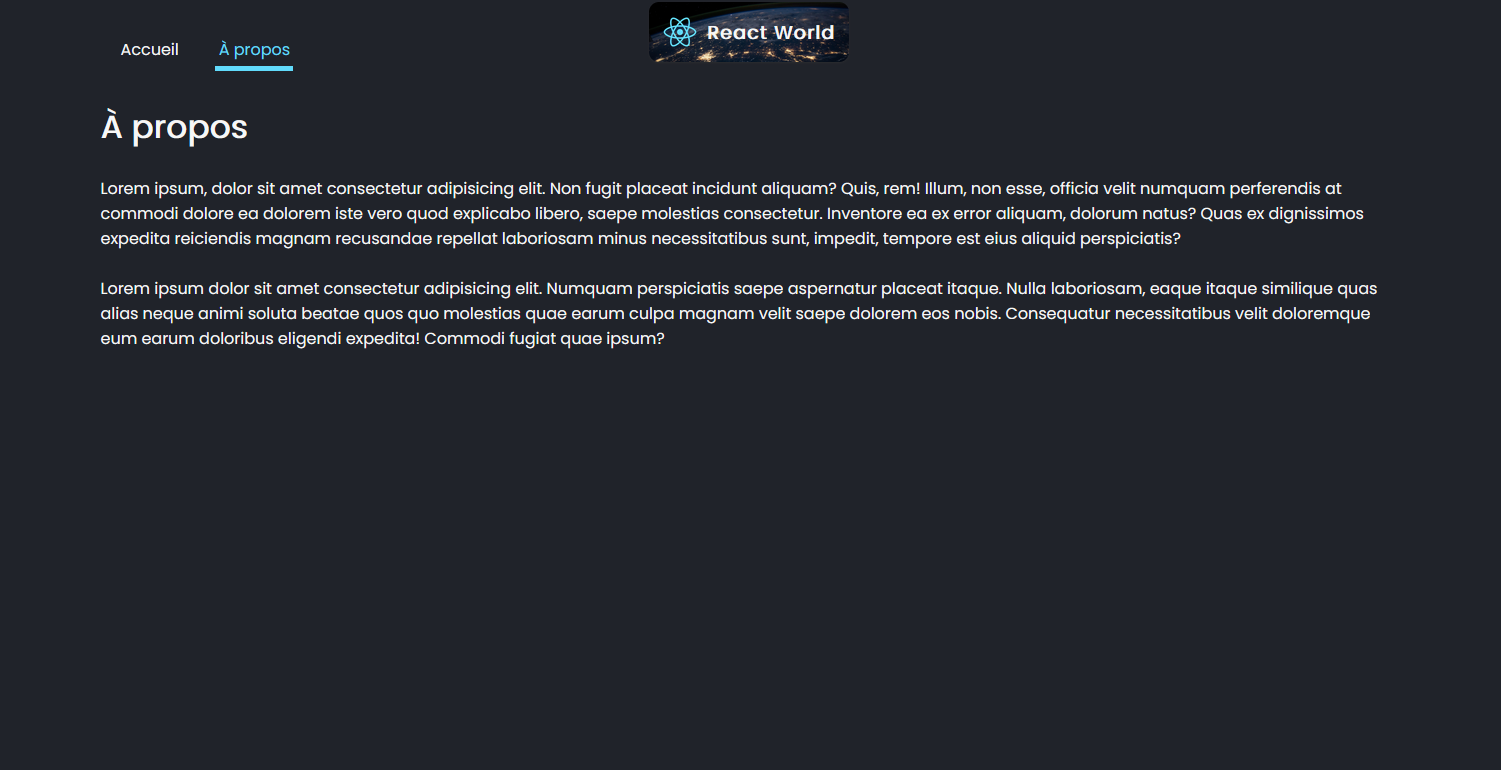 React World
Accueil
À propos
À propos
Lorem ipsum, dolor sit amet consectetur adipisicing elit. Non fugit placeat incidunt aliquam? Quis, rem! Illum, non esse, officia velit numquam perferendis at
commodi dolore ea dolorem iste vero quod explicabo libero, saepe molestias consectetur. Inventore ea ex error aliquam, dolorum natus? Quas ex dignissimos
expedita reiciendis magnam recusandae repellat laboriosam minus necessitatibus sunt, impedit, tempore est eius aliquid perspiciatis?
Lorem ipsum dolor sit amet consectetur adipisicing elit. Numquam perspiciatis saepe aspernatur placeat itaque. Nulla laboriosam, eaque itaque similique quas
alias neque animi soluta beatae quos quo molestias quae earum culpa magnam velit saepe dolorem eos nobis. Consequatur necessitatibus velit doloremque
eum earum doloribus eligendi expedita! Commodi fugiat quae ipsum?